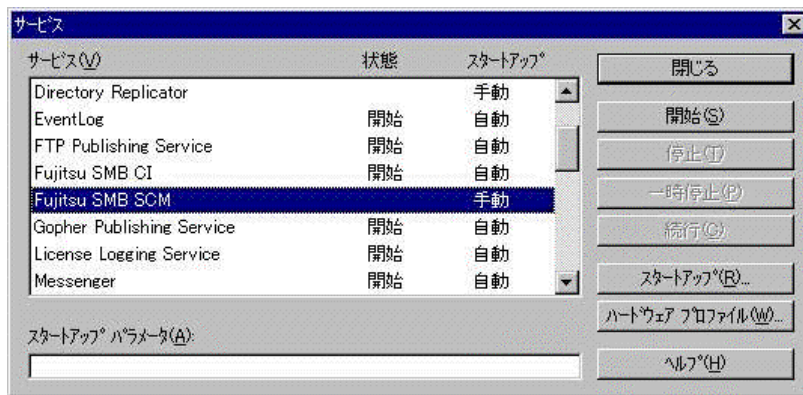 サービス
サービス(V) 状態 スタートアップ
Directory Replicator 手動
EventLog 開始 自動
FTP Publishing Service 開始 自動
Fujitsu SMB CI 開始 自動
Fujitsu SMB SCM 手動
Gopher Publishing Service 開始 自動
License Logging Service 開始 自動
Messenger 開始 自動
スタートアップ パラメータ(A):
閉じる
開始(S)
停止(T)
一時停止(P)
続行(C)
スタートアップ(R)...
ハードウェア プロファイル(W)...
ヘルプ(H)